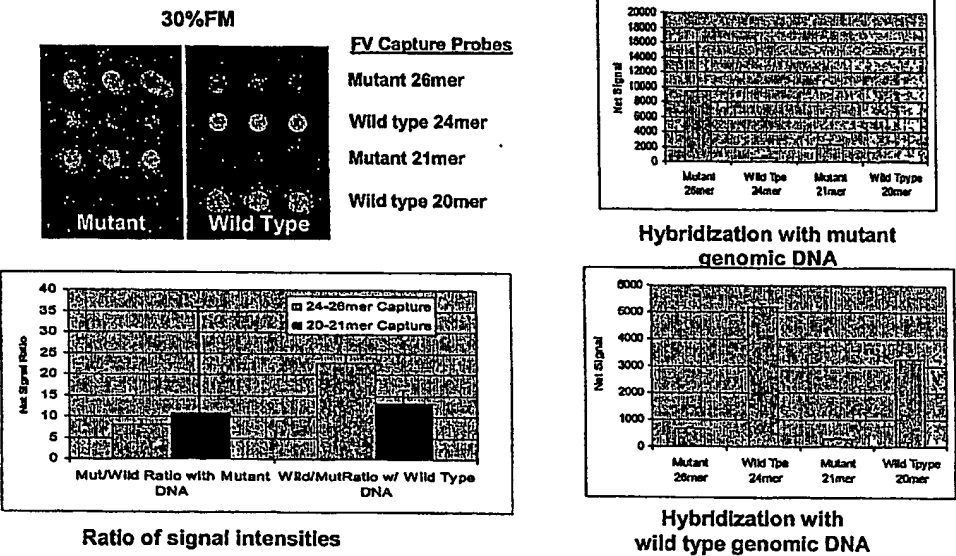 30%FM
FV Capture Probes
Mutant 26mer
Wild type 24mer
Mutant 21mer
Wild type 20mer
Mutant
Wild Type
Net Signal
20000
18000
16000
14000
12000
10000
8000
6000
4000
2000
0
Mutant 26mer
Wild Tpe 24mer
Mutant 21mer
Wild Tpype 20mer
Hybridization with mutant
genomic DNA
Net Signal Ratio
40
35
30
25
20
15
10
5
0
24-26mer Capture
20-21mer Capture
Mut/Wild Ratio with Mutant DNA
Wild/MutRatio w/ Wild Type DNA
Ratio of signal intensities
Net Signal
6000
5000
4000
3000
2000
1000
0
Mutant 26mer
Wild Tpe 24mer
Mutant 21mer
Wild Tpype 20mer
Hybridization with
wild type genomic DNA